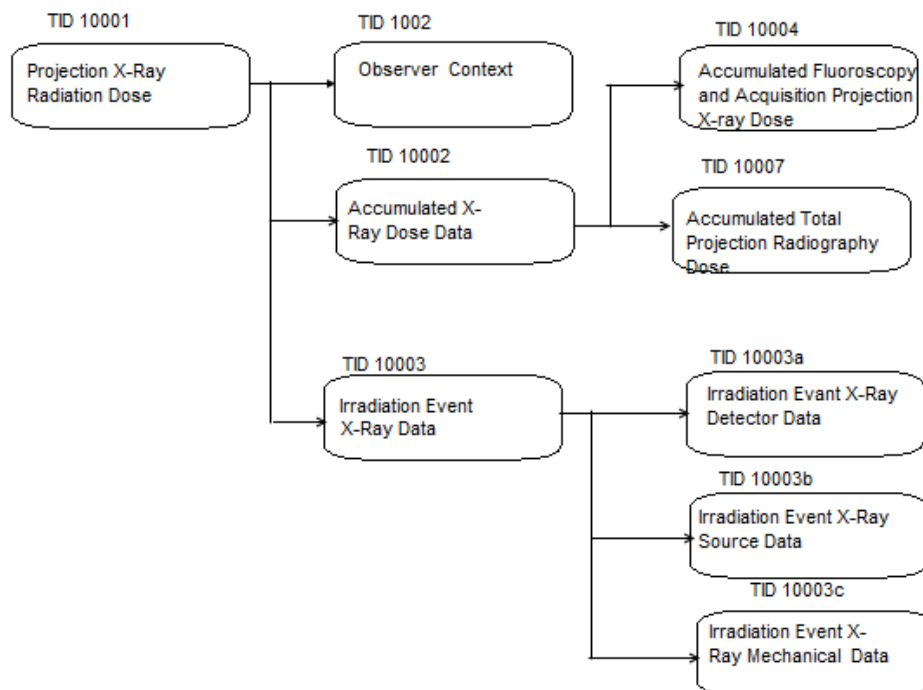 TID 10001
Projection X-Ray
Radiation Dose
TID 1002
Observer Context
TID 10004
Accumulated Fluoroscopy
and Acquisition Projection
X-ray Dose
TID 10002
Accumulated X-
Ray Dose Data
TID 10007
Accumulated Total
Projection Radiography
Dose
TID 10003
Irradiation Event
X-Ray Data
TID 10003a
Irradiation Evant X-Ray
Detector Data
TID 10003b
Irradiation Event X-Ray
Source Data
TID 10003c
Irradiation Event X-
Ray Mechanical Data